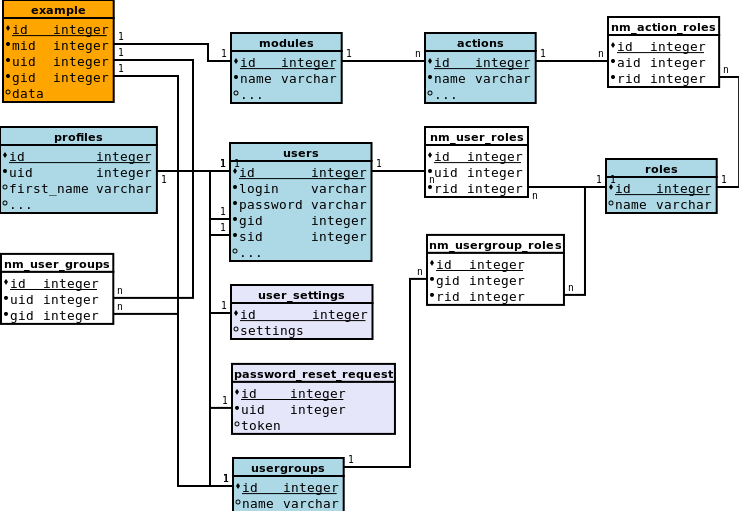 example
id integer
mid integer
uid integer
gid integer
data
1
1
1
modules
id integer
name varchar
...
1
1
n
actions
id integer
name varchar
...
1
n
nm_action_roles
id integer
aid integer
rid integer
n
profiles
id integer
uid integer
first_name varchar
...
1
users
id integer
login varchar
password varchar
gid integer
sid integer
...
1
1
1
1
1
nm_user_roles
id integer
uid integer
rid integer
n
n
roles
id integer
name varchar
1
1
1
nm_user_groups
id integer
uid integer
gid integer
n
n
nm_usergroup_roles
id integer
gid integer
rid integer
n
n
user_settings
id integer
settings
1
password_reset_request
id integer
uid integer
token
1
usergroups
id integer
name varchar
1
1